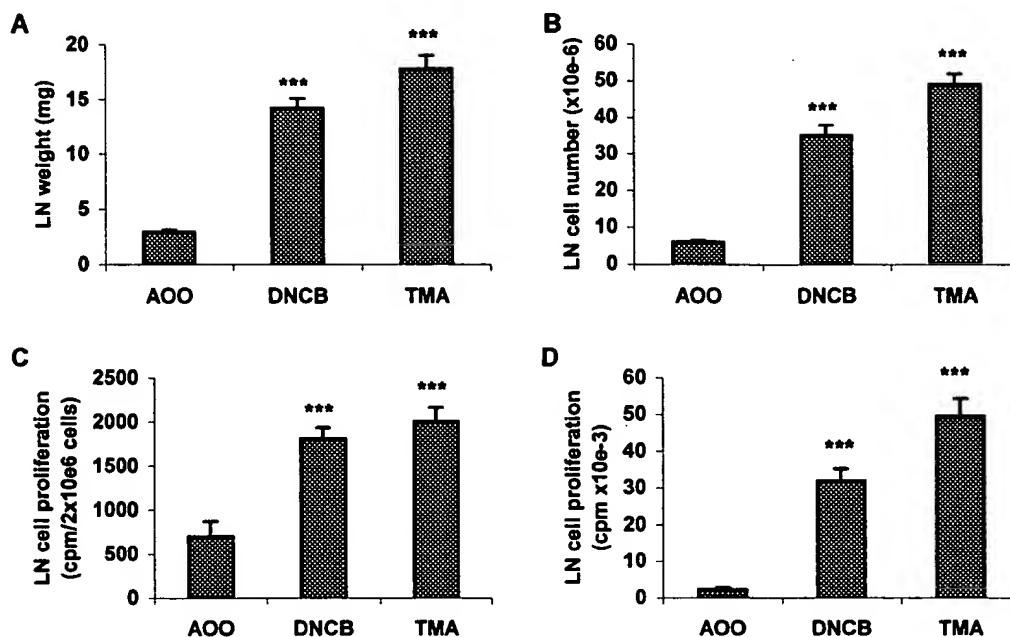 A
LN weight (mg)
20
15
10
5
0
***
***
AOO DNCB TMA
B
LN cell number (x10e-6)
60
50
40
30
20
10
0
***
***
AOO DNCB TMA
C
LN cell proliferation
(cpm/2x10e6 cells)
2500
2000
1500
1000
500
0
***
***
AOO DNCB TMA
D
LN cell proliferation
(cpm x10e-3)
60
50
40
30
20
10
0
***
***
AOO DNCB TMA